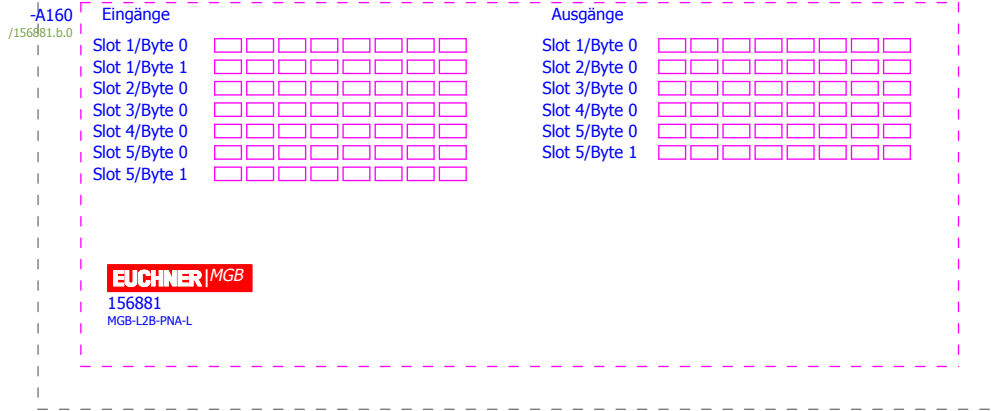 -A160
/156881.b.0
Eingänge
Slot 1/Byte 0
Slot 1/Byte 1
Slot 2/Byte 0
Slot 3/Byte 0
Slot 4/Byte 0
Slot 5/Byte 0
Slot 5/Byte 1
Ausgänge
Slot 1/Byte 0
Slot 2/Byte 0
Slot 3/Byte 0
Slot 4/Byte 0
Slot 5/Byte 0
Slot 5/Byte 1
EUCHNER|MGB
156881
MGB-L2B-PNA-L